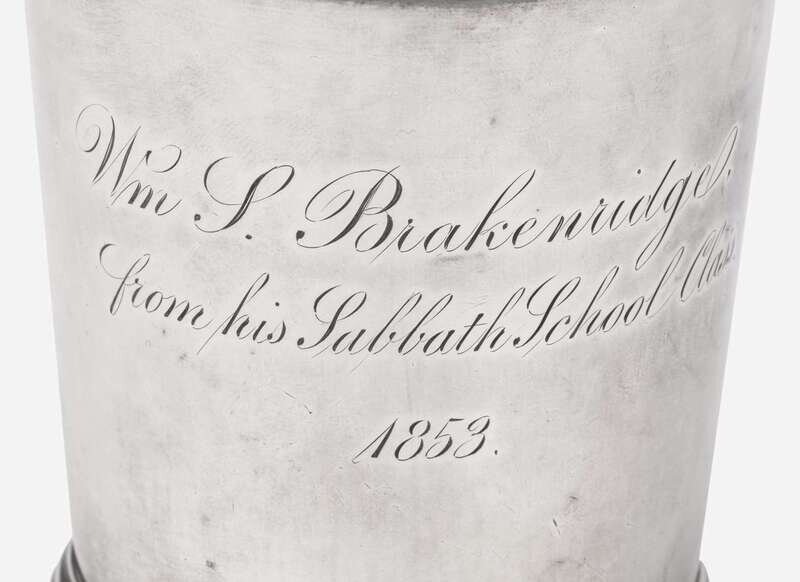 Wm S. Brakenridge,
from his Sabbath School Class.
1853.